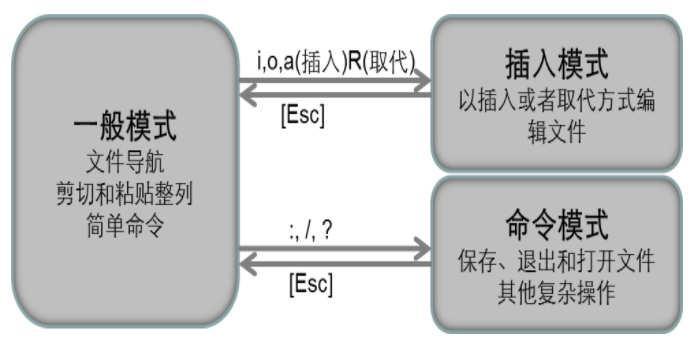 一般模式
文件导航
剪切和粘贴整列
简单命令
i,o,a(插入)R(取代)
[Esc]
插入模式
以插入或者取代方式编
辑文件
:, /, ?
[Esc]
命令模式
保存、退出和打开文件
其他复杂操作